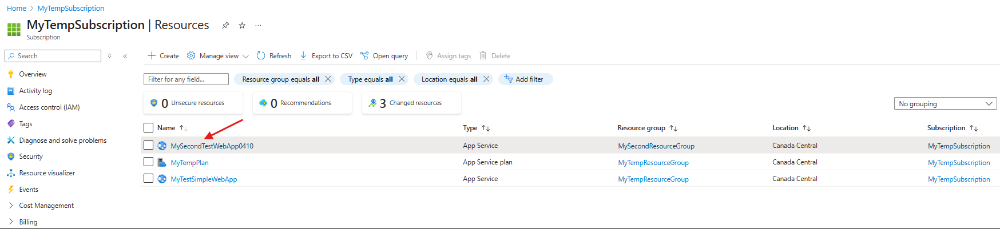 Home > MyTempSubscription
MyTempSubscription | Resources ...
Subscription
Search
Overview
Activity log
Access control (IAM)
Tags
Diagnose and solve problems
Security
Resource visualizer
Events
Cost Management
Billing
Create Manage view Refresh Export to CSV Open query Assign tags Delete
Filter for any field... Resource group equals all Type equals all Location equals all Add filter
0 Unsecure resources 0 Recommendations 3 Changed resources
No grouping
Name Type Resource group Location Subscription
MySecondTestWebApp0410 App Service MySecondResourceGroup Canada Central MyTempSubscription
MyTempPlan App Service plan MyTempResourceGroup Canada Central MyTempSubscription
MyTestSimpleWebApp App Service MyTempResourceGroup Canada Central MyTempSubscription